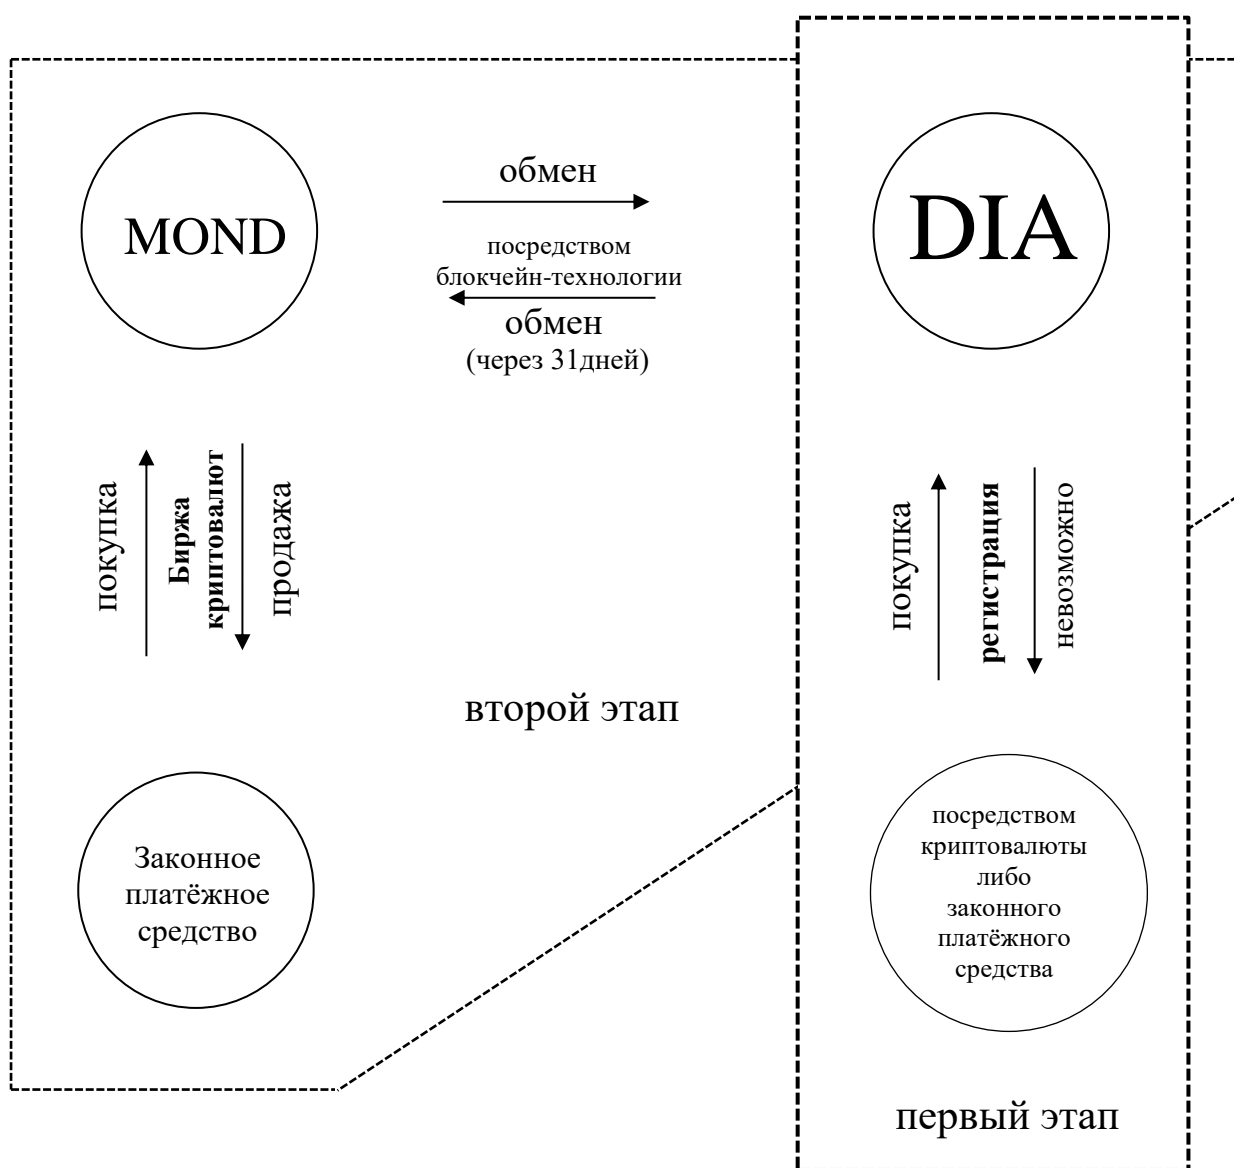 MOND
обмен
посредством
блокчейн-технологии
обмен
(через 31дней)
DIA
покупка
Биржа
криптовалют
продажа
покупка
регистрация
невозможно
второй этап
Законное
платёжное
средство
посредством
криптовалюты
либо
законного
платёжного
средства
первый этап